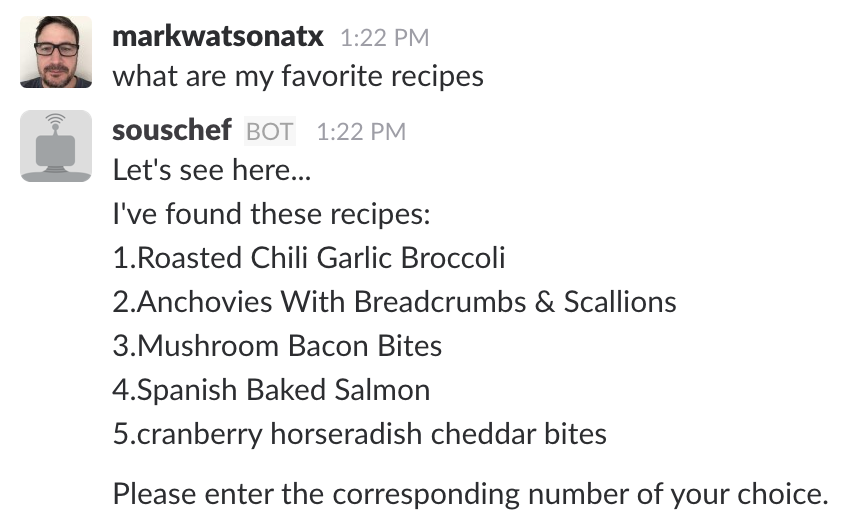 markwatsonatx 1:22 PM
what are my favorite recipes
souschef BOT 1:22 PM
Let's see here...
I've found these recipes:
1.Roasted Chili Garlic Broccoli
2.Anchovies With Breadcrumbs & Scallions
3.Mushroom Bacon Bites
4.Spanish Baked Salmon
5.cranberry horseradish cheddar bites
Please enter the corresponding number of your choice.